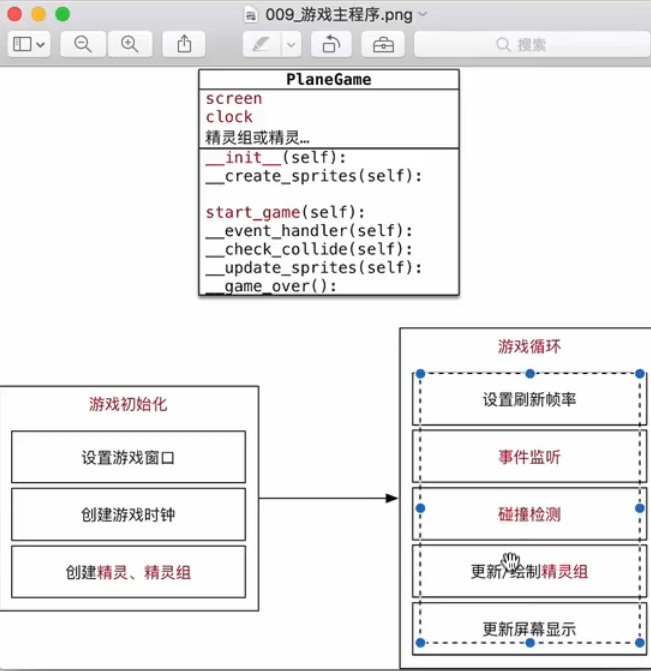 009_游戏主程序.png
搜索
PlaneGame
screen
clock
精灵组或精灵…
__init__(self):
__create_sprites(self):
start_game(self):
__event_handler(self):
__check_collide(self):
__update_sprites(self):
__game_over():
游戏初始化
设置游戏窗口
创建游戏时钟
创建精灵、精灵组
游戏循环
设置刷新帧率
事件监听
碰撞检测
更新/绘制精灵组
更新屏幕显示